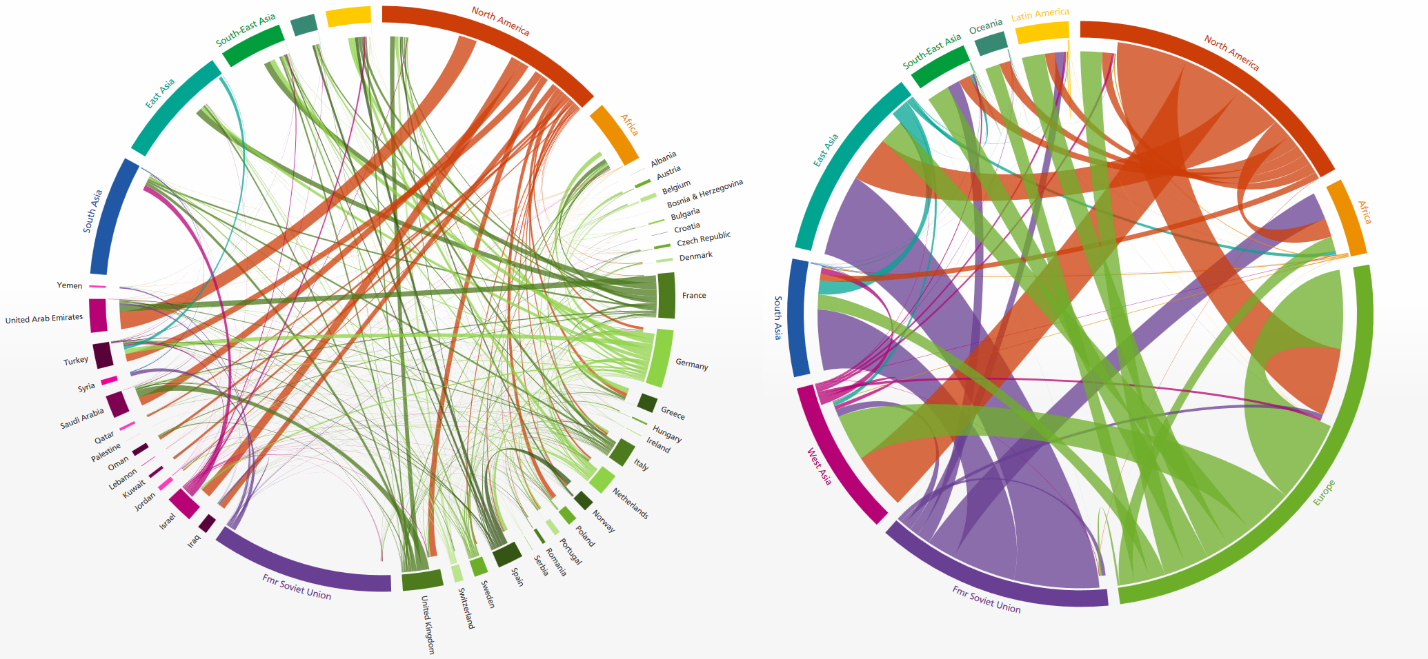 North America
South-East Asia
East Asia
South Asia
Africa
Albania
Austria
Belgium
Bosnia & Herzegovina
Bulgaria
Croatia
Czech Republic
Denmark
France
Germany
Greece
Hungary
Ireland
Italy
Netherlands
Norway
Poland
Portugal
Romania
Serbia
Spain
Sweden
Switzerland
United Kingdom
Fmr Soviet Union
Iraq
Israel
Jordan
Kuwait
Lebanon
Oman
Palestine
Qatar
Saudi Arabia
Syria
Turkey
United Arab Emirates
Yemen
Latin America
North America
Oceania
South-East Asia
East Asia
South Asia
West Asia
Fmr Soviet Union
Europe
Africa